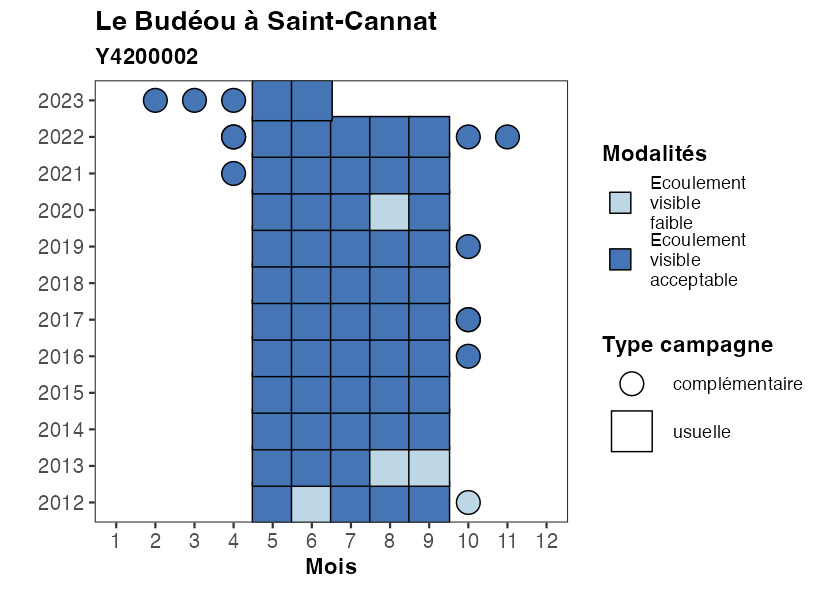 Le Budéou à Saint-Cannat
Y4200002
2023
2022
2021
2020
2019
2018
2017
2016
2015
2014
2013
2012
1 2 3 4 5 6 7 8 9 10 11 12
Mois
Modalités
Ecoulement
visible
faible
Ecoulement
visible
acceptable
Type campagne
complémentaire
usuelle